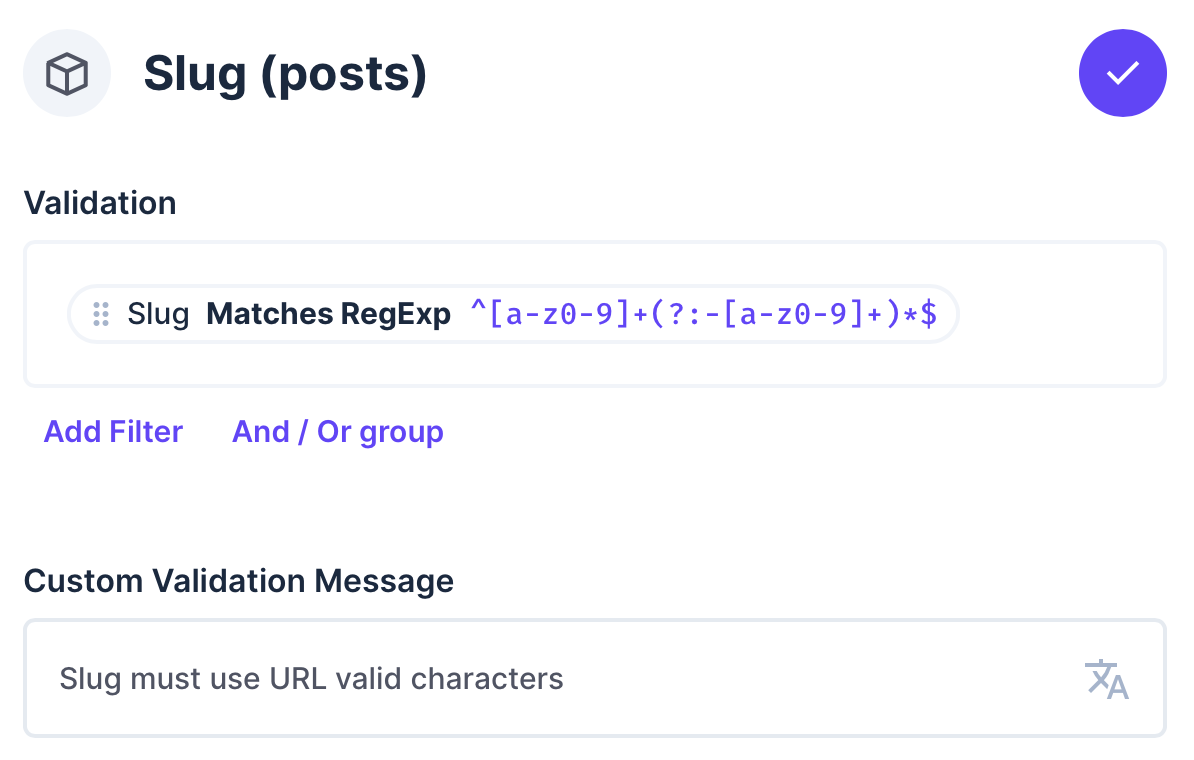 Slug (posts)
Validation
Slug Matches RegExp ^[a-z0-9]+(?:-[a-z0-9]+)*$
Add Filter And / Or group
Custom Validation Message
Slug must use URL valid characters